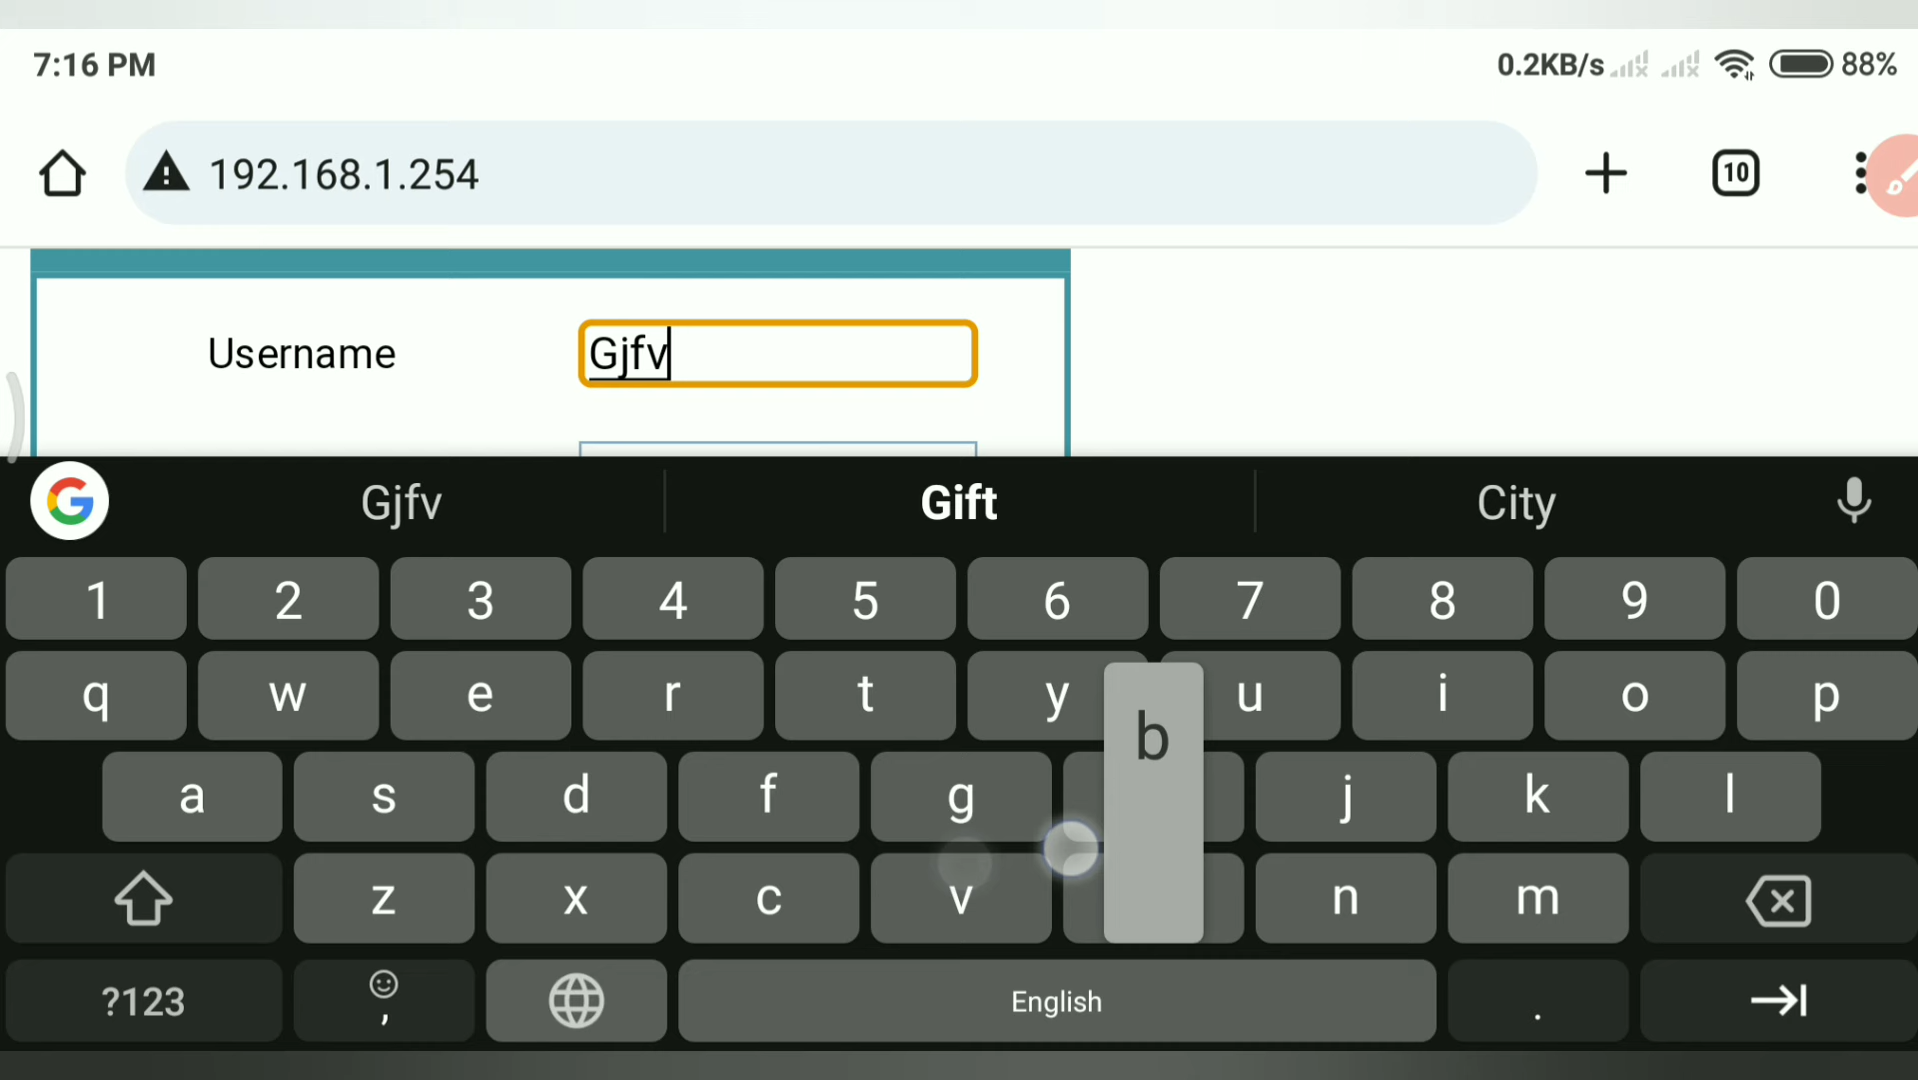 7:16 PM 0.2KB/s 88%
192.168.1.254 10
Username Gjfv
Gjfv Gift City
1 2 3 4 5 6 7 8 9 0
q w e r t y u i o p
b
a s d f g j k l
z x c v n m
?123 , English .